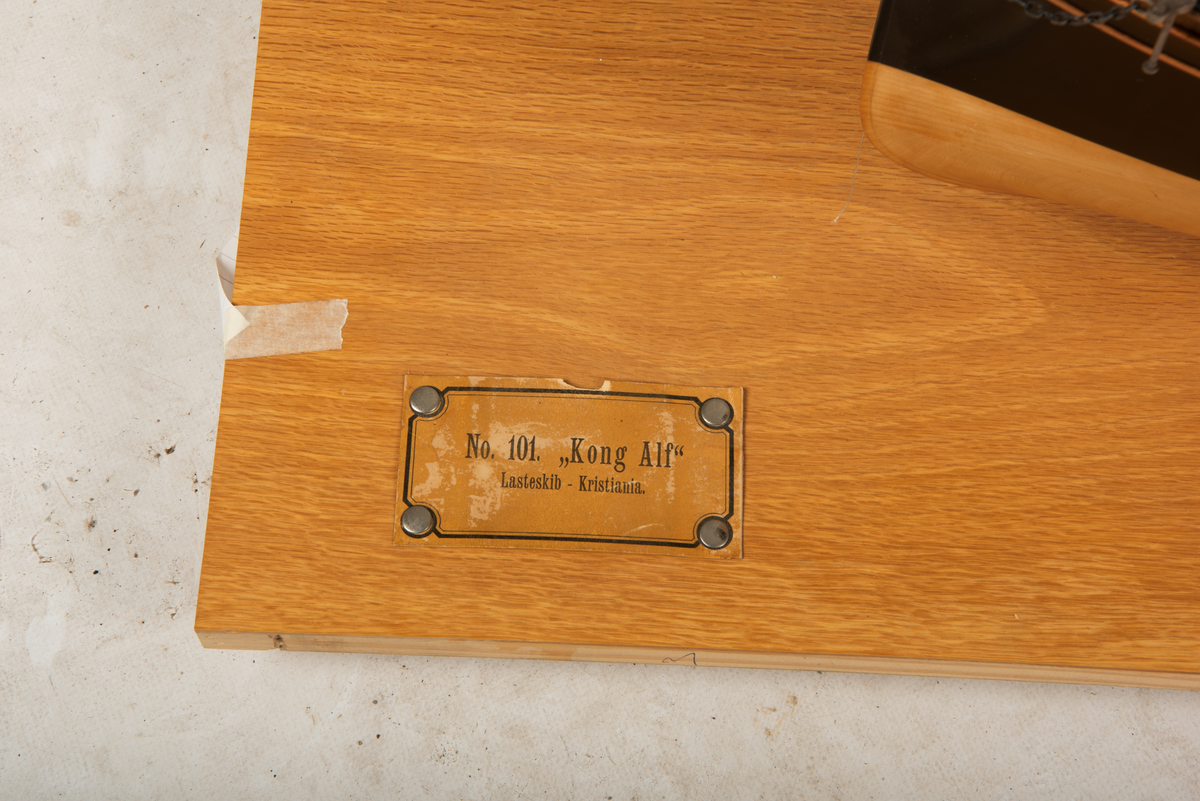 No. 101. „Kong Alf“
Lasteskib - Kristiania.